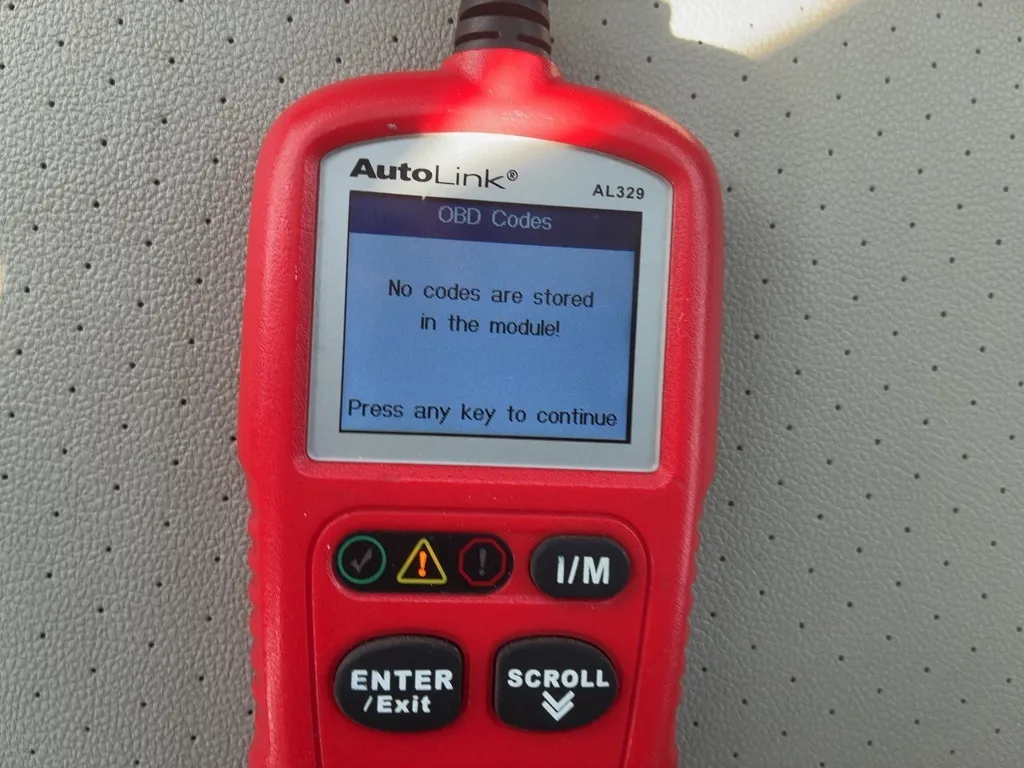 AutoLink®
AL329
OBD Codes
No codes are stored
in the module!
Press any key to continue
I/M
ENTER
/Exit
SCROLL